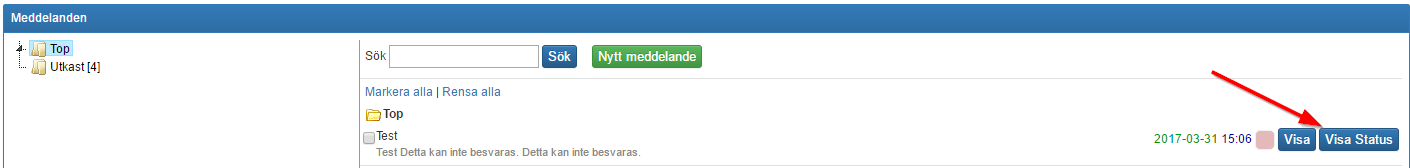 Meddelanden
Top
Utkast [4]
Sök Sök Nytt meddelande
Markera alla | Rensa alla
Top
Test 2017-03-31 15:06 Visa Visa Status
Test Detta kan inte besvaras. Detta kan inte besvaras.